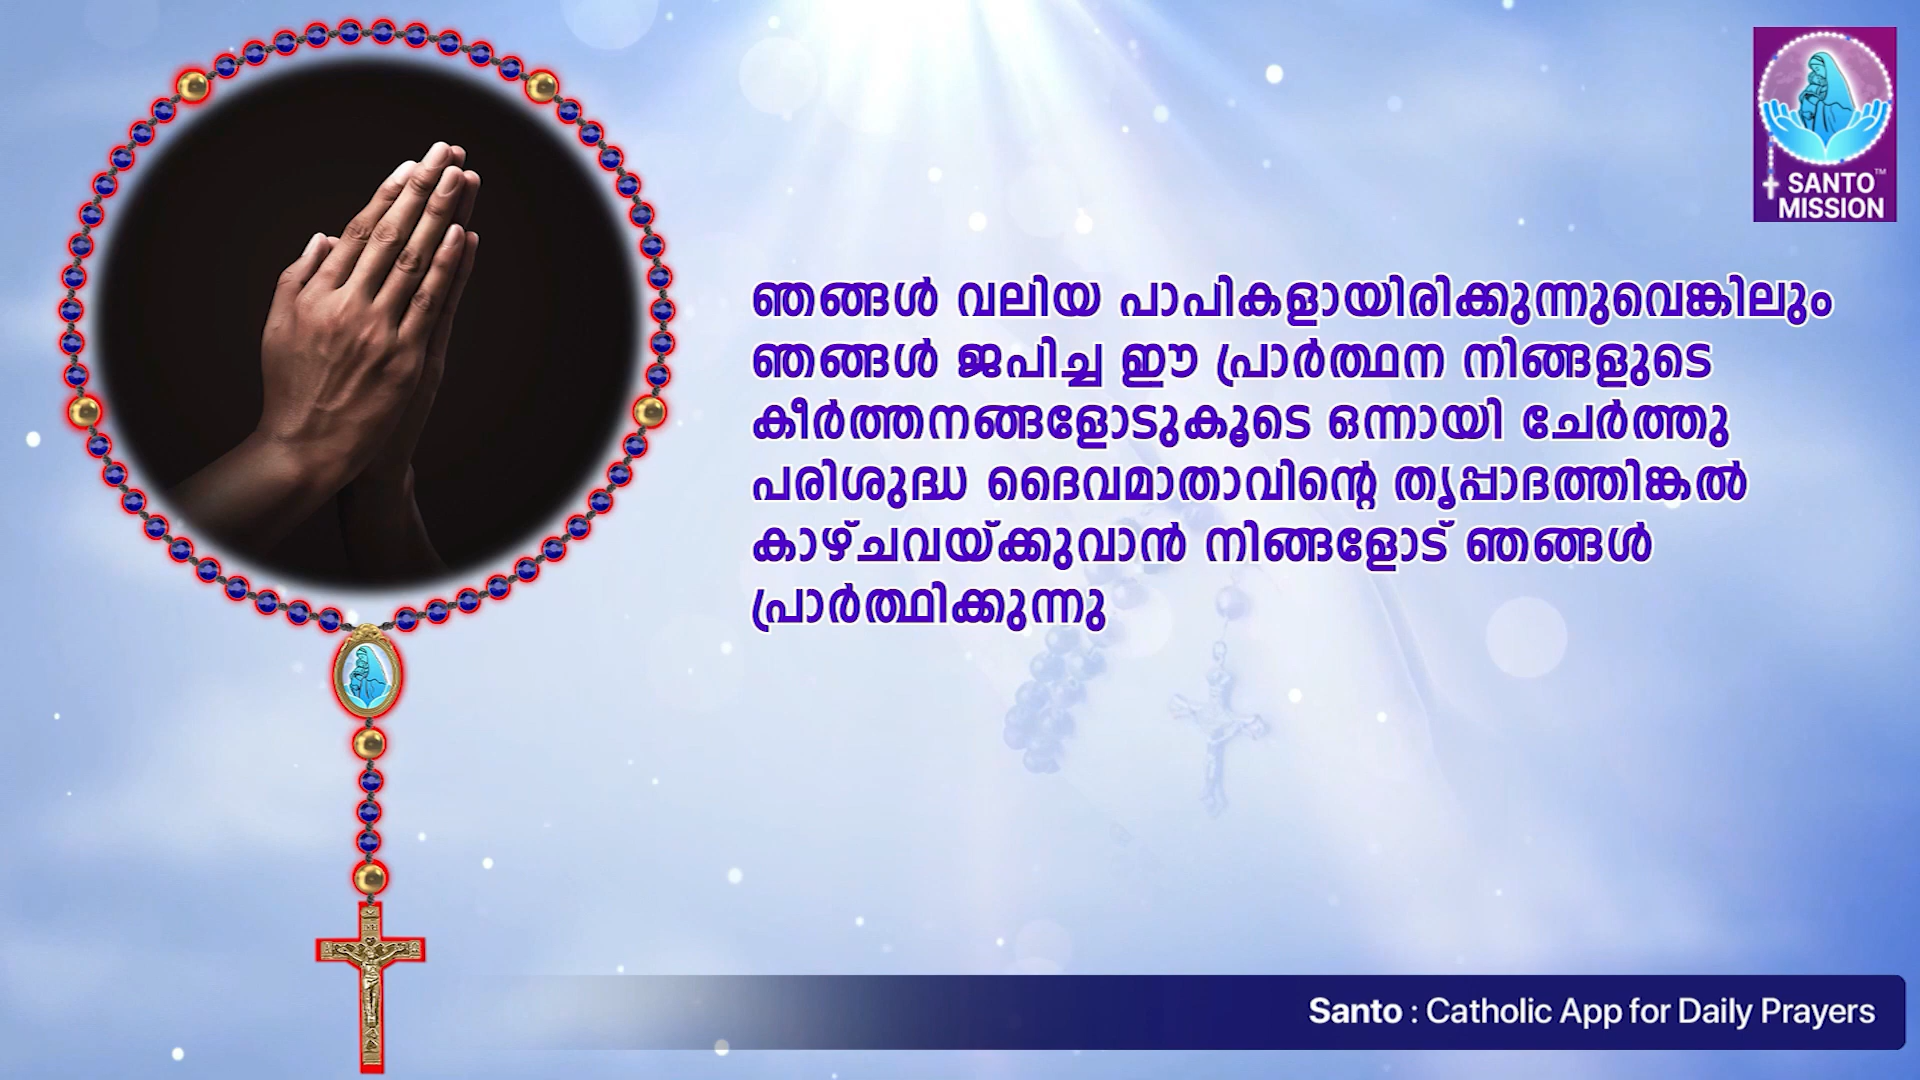 SANTO™
MISSION
ഞങ്ങൾ വലിയ പാപികളായിരിക്കുന്നുവെങ്കിലും
ഞങ്ങൾ ജപിച്ച ഈ പ്രാർത്ഥന നിങ്ങളുടെ
കീർത്തനങ്ങളോടുകൂടെ ഒന്നായി ചേർത്തു
പരിശുദ്ധ ദൈവമാതാവിന്റെ തൃപ്പാദത്തിങ്കൽ
കാഴ്ചവയ്ക്കുവാൻ നിങ്ങളോട് ഞങ്ങൾ
പ്രാർത്ഥിക്കുന്നു
Santo : Catholic App for Daily Prayers